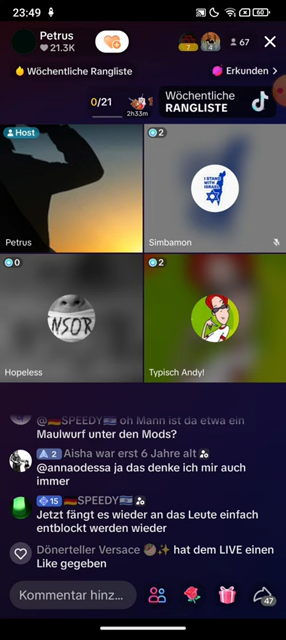 23:49
60
Petrus
21.3K
7
4
67
Wöchentliche Rangliste
Erkunden >
0/21
2h33m
Wöchentliche
RANGLISTE
Host
2
I STAND
WITH
ISRAEL
Petrus
Simbamon
0
2
NSOR
Hopeless
Typisch Andy!
@🇩🇪SPEEDY🇮🇱 oh Mann ist da etwa ein
Maulwurf unter den Mods?
2 Aisha war erst 6 Jahre alt
@annaodessa ja das denke ich mir auch
immer
15 🇩🇪SPEEDY🇮🇱
Jetzt fängt es wieder an das Leute einfach
entblockt werden wieder
Dönerteller Versace 🥙✨ hat dem LIVE einen
Like gegeben
Kommentar hinz...
47